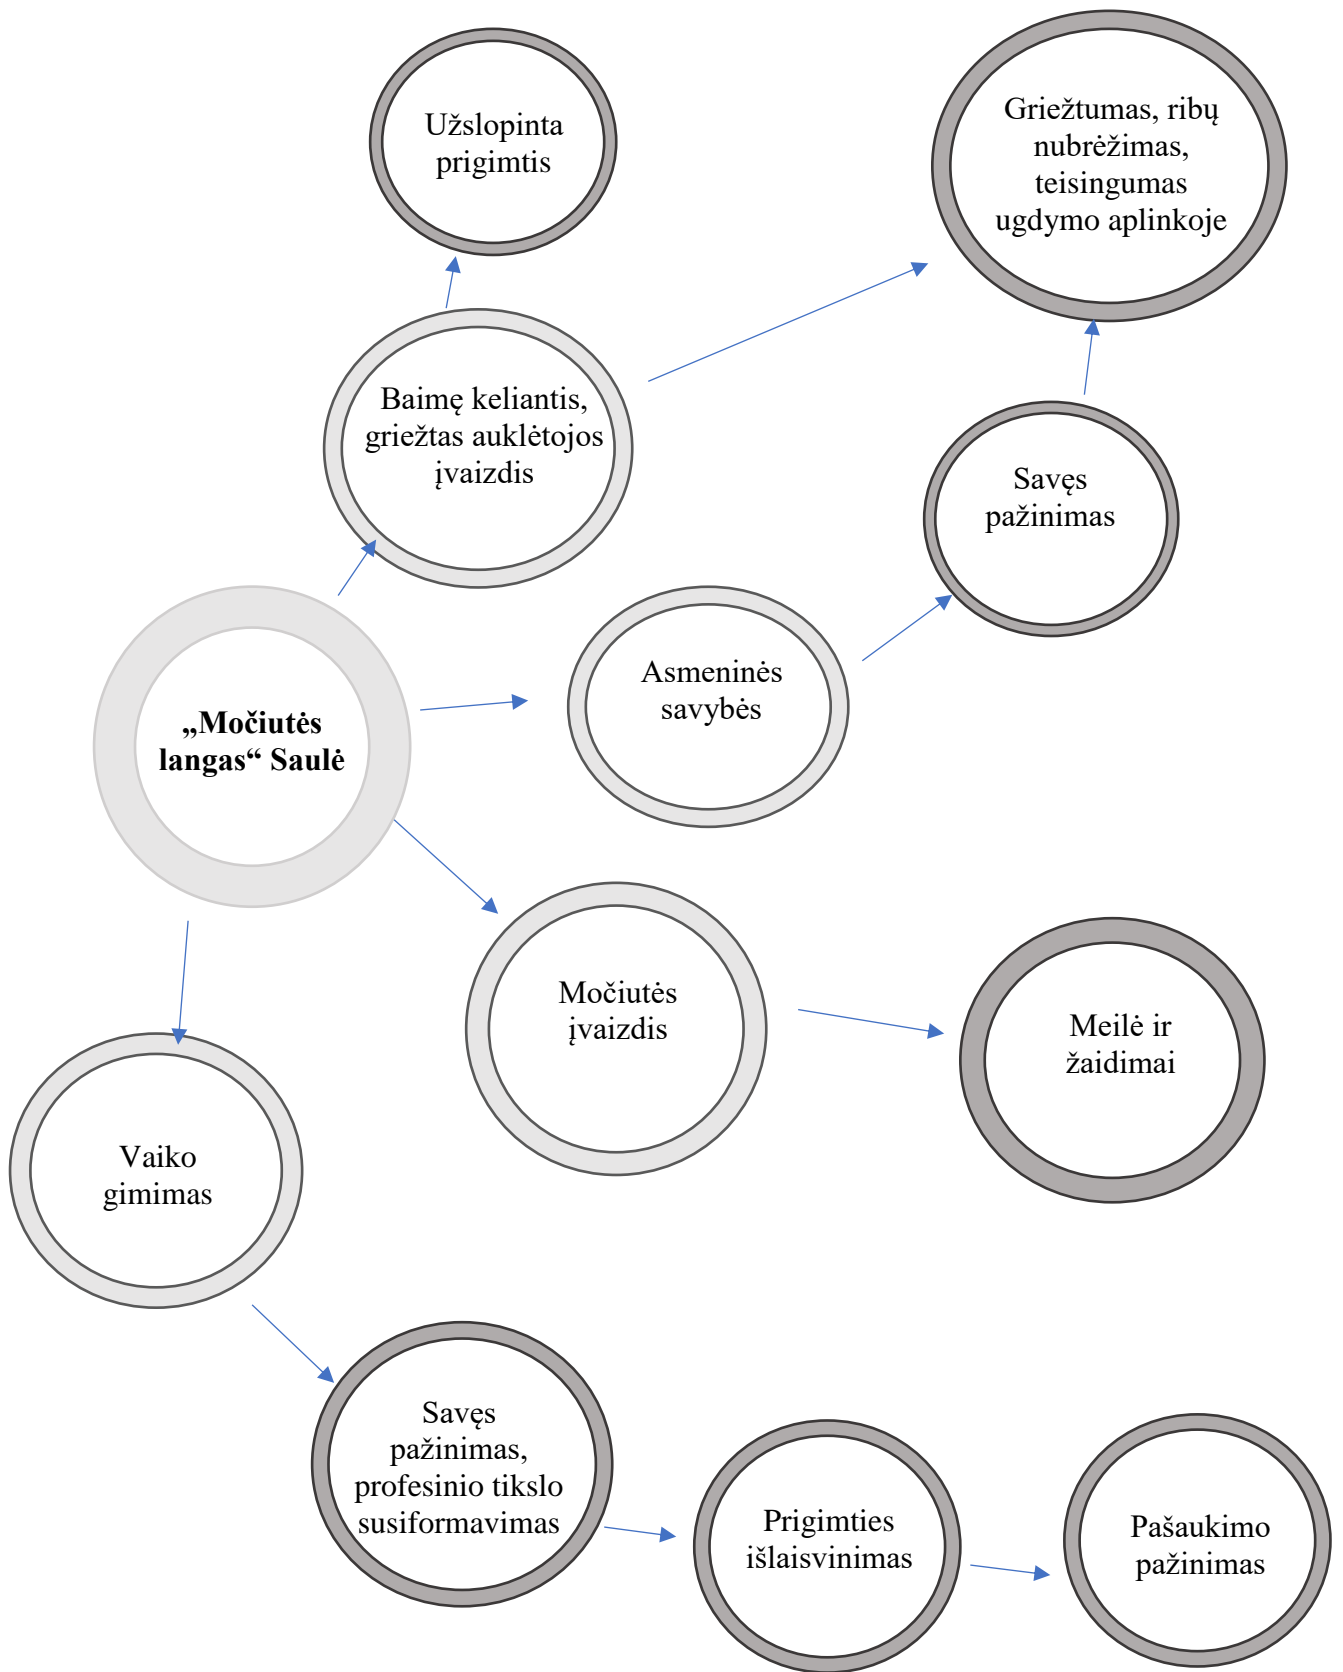 Užslopinta
prigimtis
Griežtumas, ribų
nubrėžimas,
teisingumas
ugdymo aplinkoje
Baimę keliantis,
griežtas auklėtojos
įvaizdis
Savęs
pažinimas
Asmeninės
savybės
„Močiutės
langas“ Saulė
Močiutės
įvaizdis
Meilė ir
žaidimai
Vaiko
gimimas
Savęs
pažinimas,
profesinio tikslo
susiformavimas
Prigimties
išlaisvinimas
Pašaukimo
pažinimas